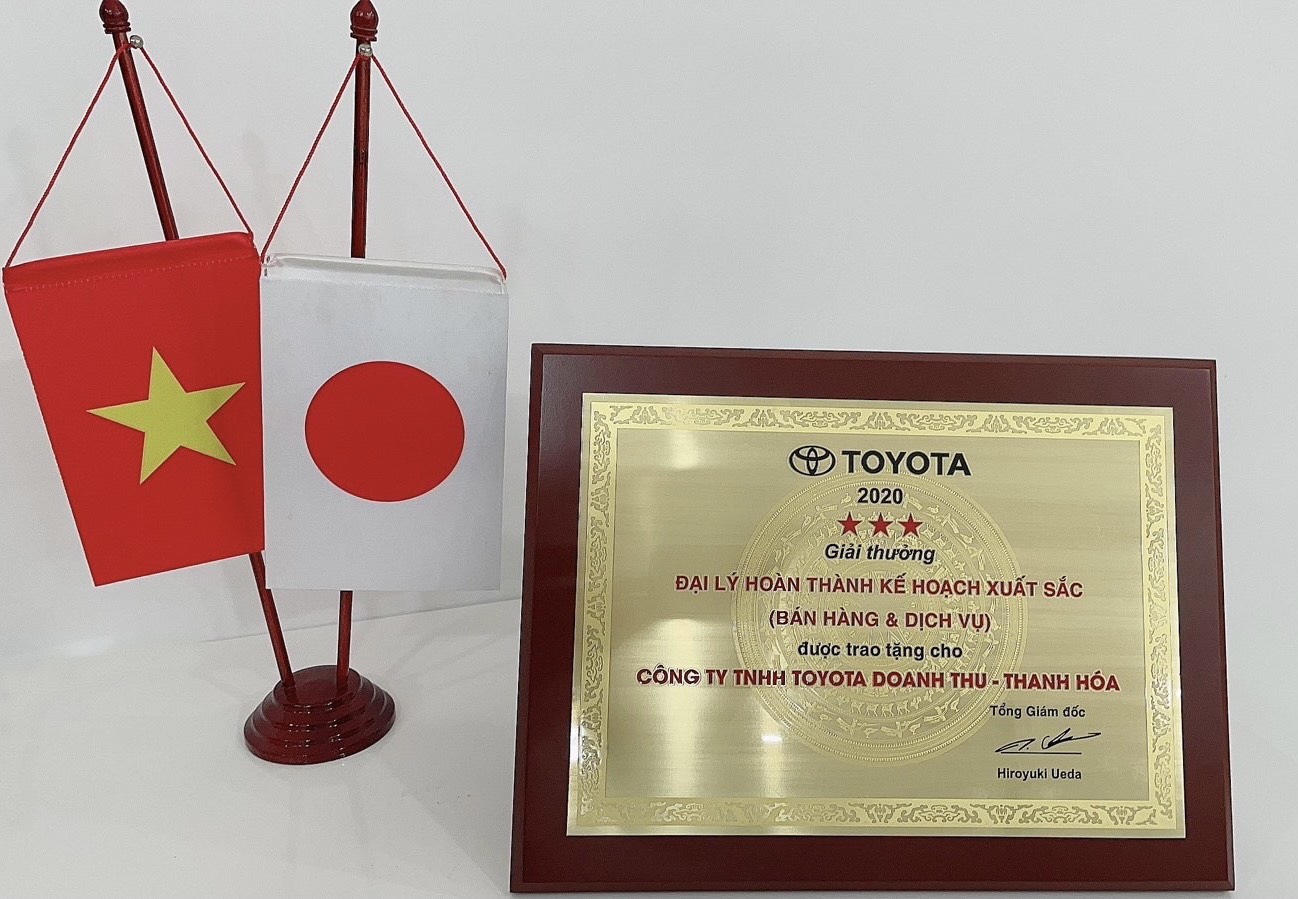 TOYOTA
2020
Giải thưởng
ĐẠI LÝ HOÀN THÀNH KẾ HOẠCH XUẤT SẮC
(BÁN HÀNG & DỊCH VỤ)
được trao tặng cho
CÔNG TY TNHH TOYOTA DOANH THU - THANH HÓA
Tổng Giám đốc
Hiroyuki Ueda